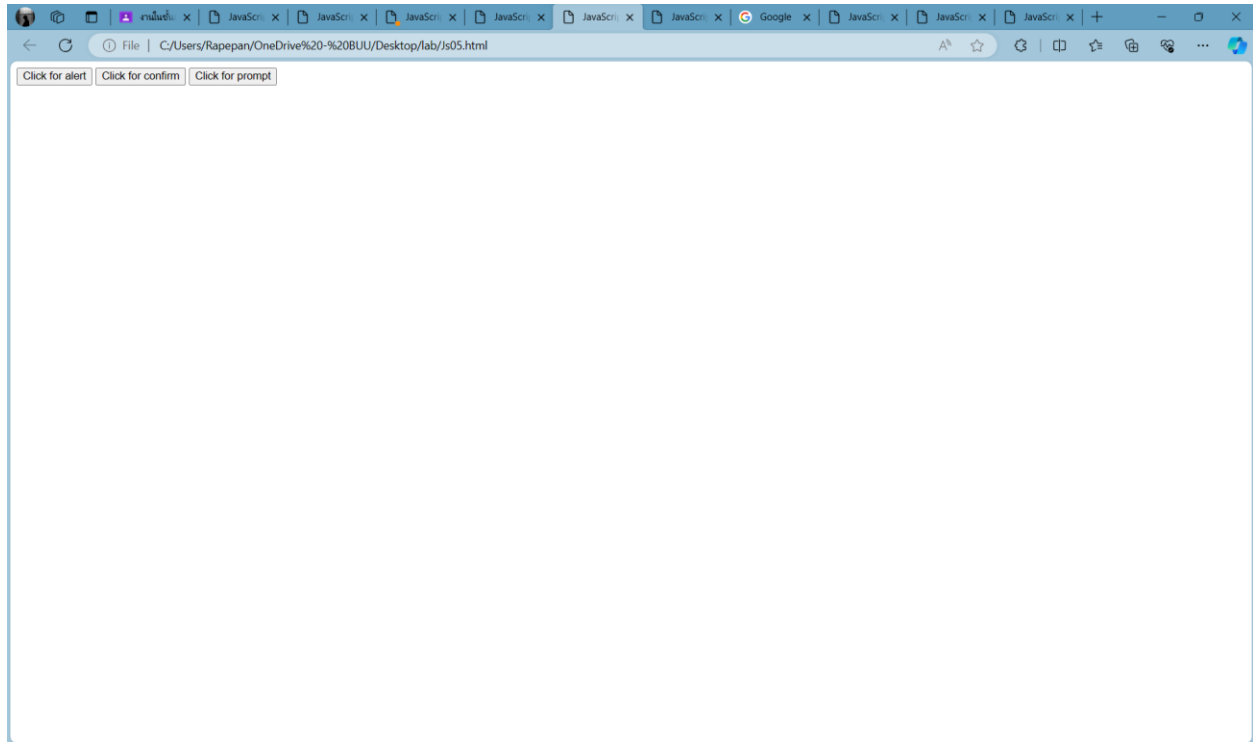 JavaScri JavaScri JavaScri JavaScri JavaScri JavaScri Google JavaScri JavaScri JavaScri
File C:/Users/Rapepan/OneDrive%20-%20BUU/Desktop/lab/Js05.html
Click for alert Click for confirm Click for prompt